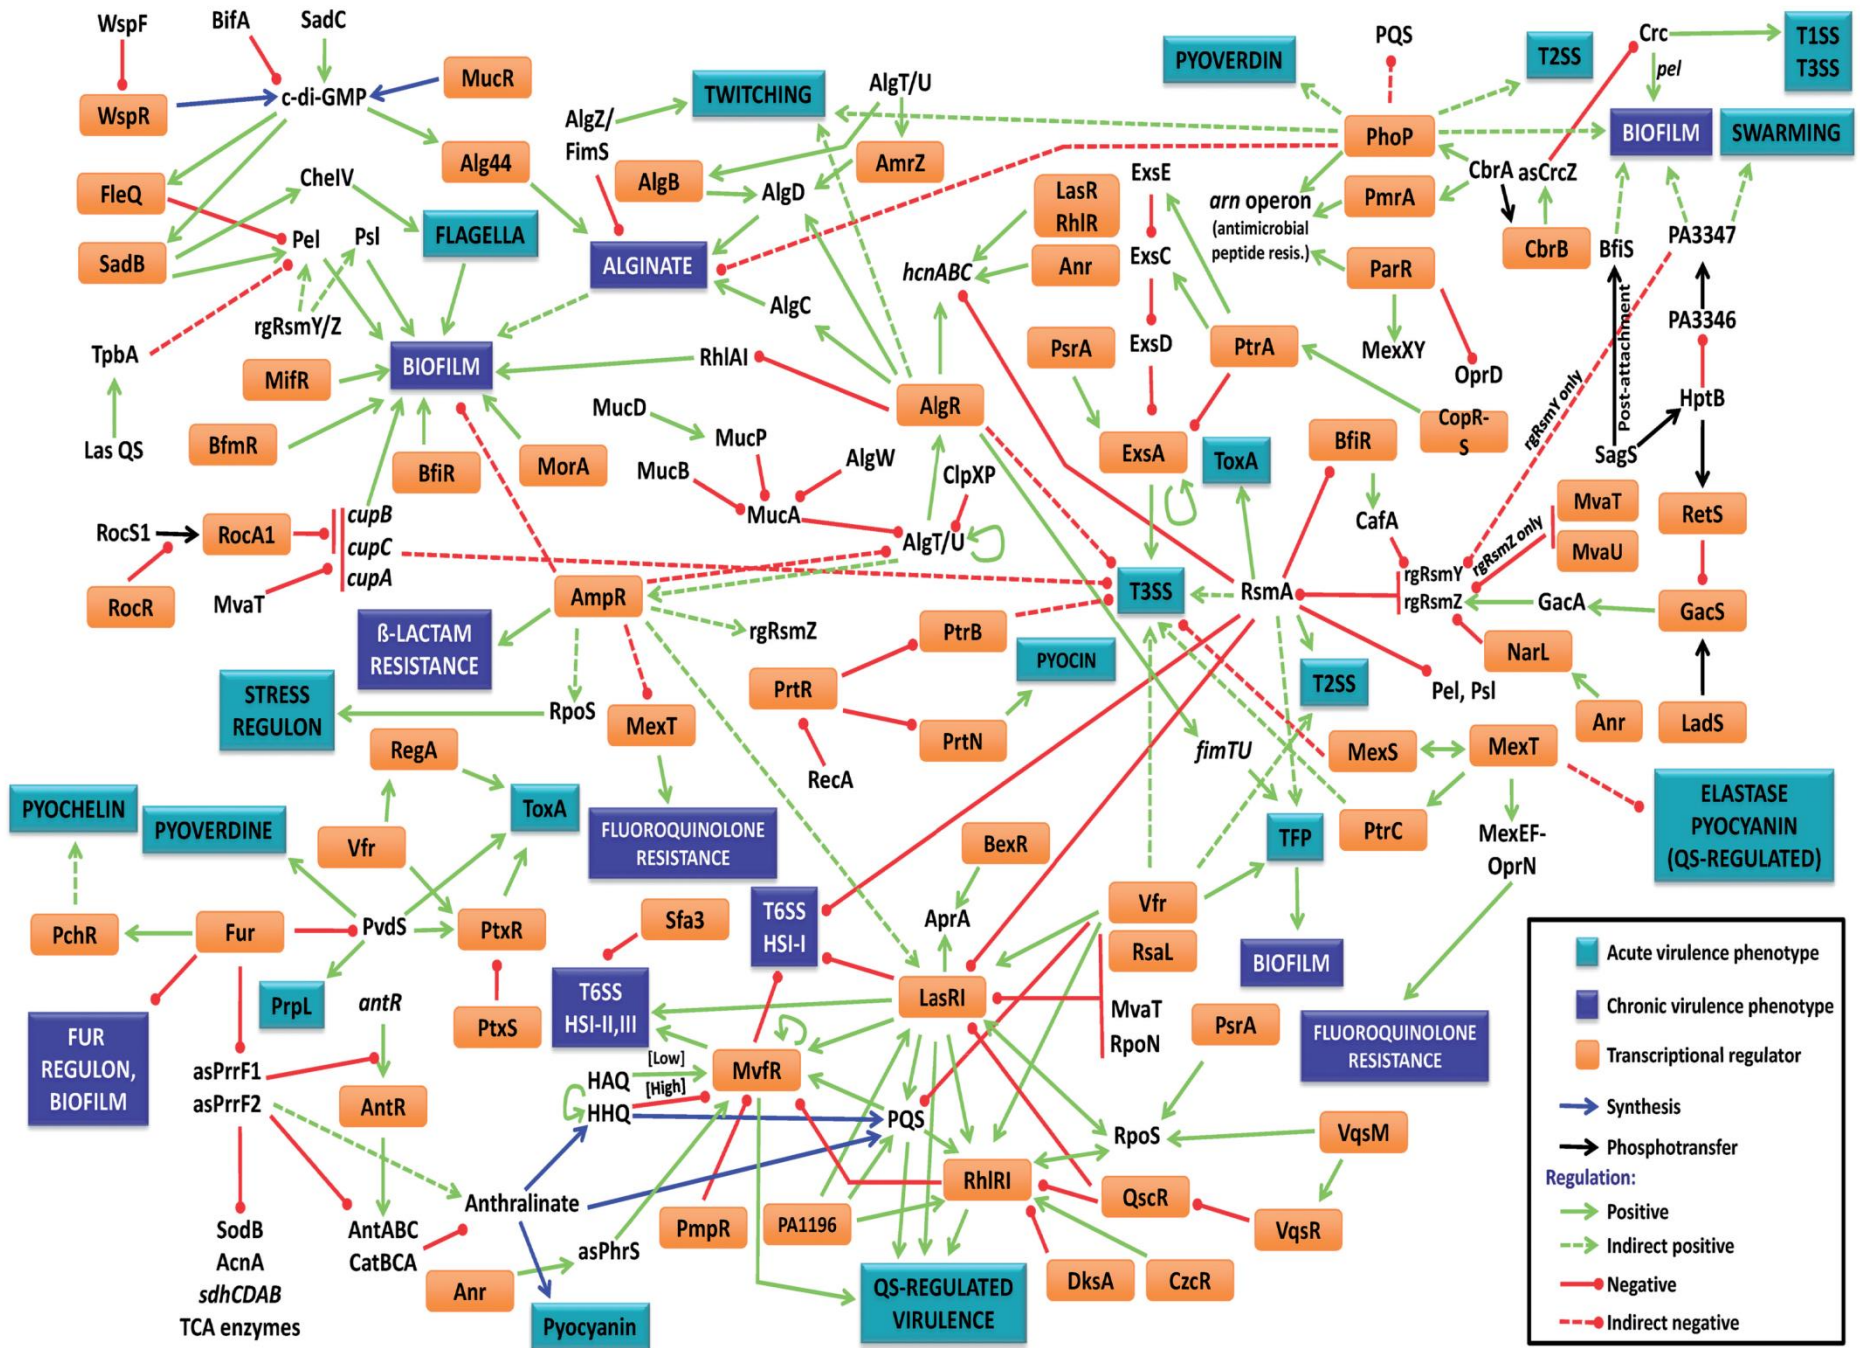 WspF
BifA
SadC
WspR
c-di-GMP
MucR
Alg44
FleQ
SadB
CheIV
Pel
Psl
FLAGELLA
rgRsmY/Z
TpbA
Las QS
MifR
BfmR
BfiR
MorA
BIOFILM
AlgZ/
FimS
TWITCHING
AlgT/U
AlgB
AmrZ
AlgD
ALGINATE
AlgC
RhlAI
AlgR
hcnABC
LasR
RhlR
Anr
ExsE
ExsC
ExsD
PsrA
PtrA
ExsA
ToxA
CopR-
S
PYOVERDIN
PQS
T2SS
Crc
pel
T1SS
T3SS
PhoP
BIOFILM
SWARMING
arn operon
(antimicrobial
peptide resis.)
PmrA
CbrA
asCrcZ
CbrB
ParR
MexXY
OprD
BfiS
PA3347
PA3346
Post-attachment
HptB
SagS
rgRsmY only
BfiR
CafA
rgRsmY
rgRsmZ
rgRsmZ only
MvaT
MvaU
RetS
GacA
GacS
NarL
Anr
LadS
Pel, Psl
RsmA
T3SS
T2SS
MucD
MucP
MucB
AlgW
MucA
ClpXP
AlgT/U
RocS1
RocA1
RocR
MvaT
cupB
cupC
cupA
AmpR
ß-LACTAM
RESISTANCE
rgRsmZ
RpoS
STRESS
REGULON
MexT
FLUOROQUINOLONE
RESISTANCE
PtrB
PrtR
PrtN
RecA
PYOCIN
fimTU
TFP
BIOFILM
MexS
MexT
PtrC
MexEF-
OprN
ELASTASE
PYOCYANIN
(QS-REGULATED)
FLUOROQUINOLONE
RESISTANCE
RegA
ToxA
PYOCHELIN
PYOVERDINE
Vfr
PchR
Fur
PvdS
PtxR
PtxS
PrpL
FUR
REGULON,
BIOFILM
antR
asPrrF1
asPrrF2
AntR
SodB
AcnA
sdhCDAB
TCA enzymes
AntABC
CatBCA
Anthralinate
Anr
asPhrS
Pyocyanin
Sfa3
T6SS
HSI-I
T6SS
HSI-II,III
BexR
AprA
LasRI
Vfr
RsaL
MvaT
RpoN
PsrA
[Low]
HAQ
[High]
HHQ
MvfR
PQS
RpoS
VqsM
RhlRI
QscR
VqsR
PmpR
PA1196
DksA
CzcR
QS-REGULATED
VIRULENCE
Acute virulence phenotype
Chronic virulence phenotype
Transcriptional regulator
Synthesis
Phosphotransfer
Regulation:
Positive
Indirect positive
Negative
Indirect negative